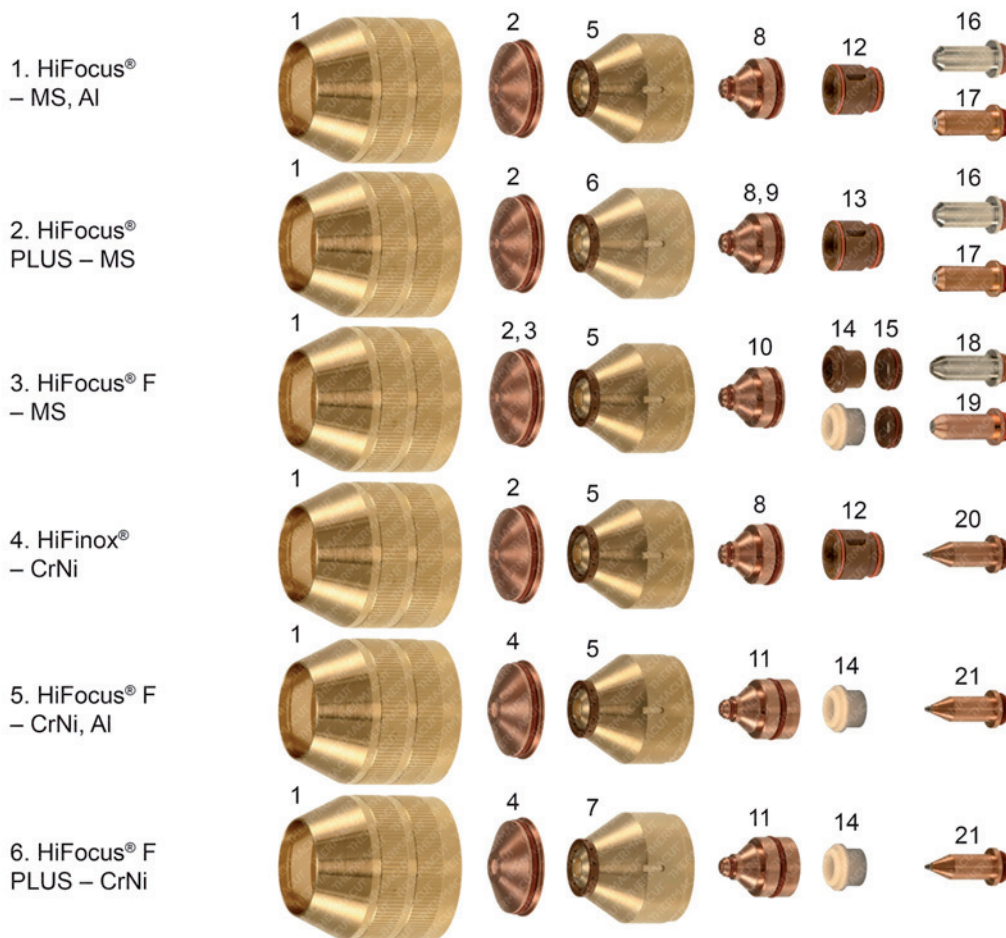 1 2 5 8 12 16
1. HiFocus®
– MS, Al
17
1 2 6 8, 9 13 16
2. HiFocus®
PLUS – MS
17
1 2, 3 5 10 14 15 18
3. HiFocus® F
– MS
19
1 2 5 8 12 20
4. HiFinox®
– CrNi
1 4 5 11 14 21
5. HiFocus® F
– CrNi, Al
1 4 7 11 14 21
6. HiFocus® F
PLUS – CrNi